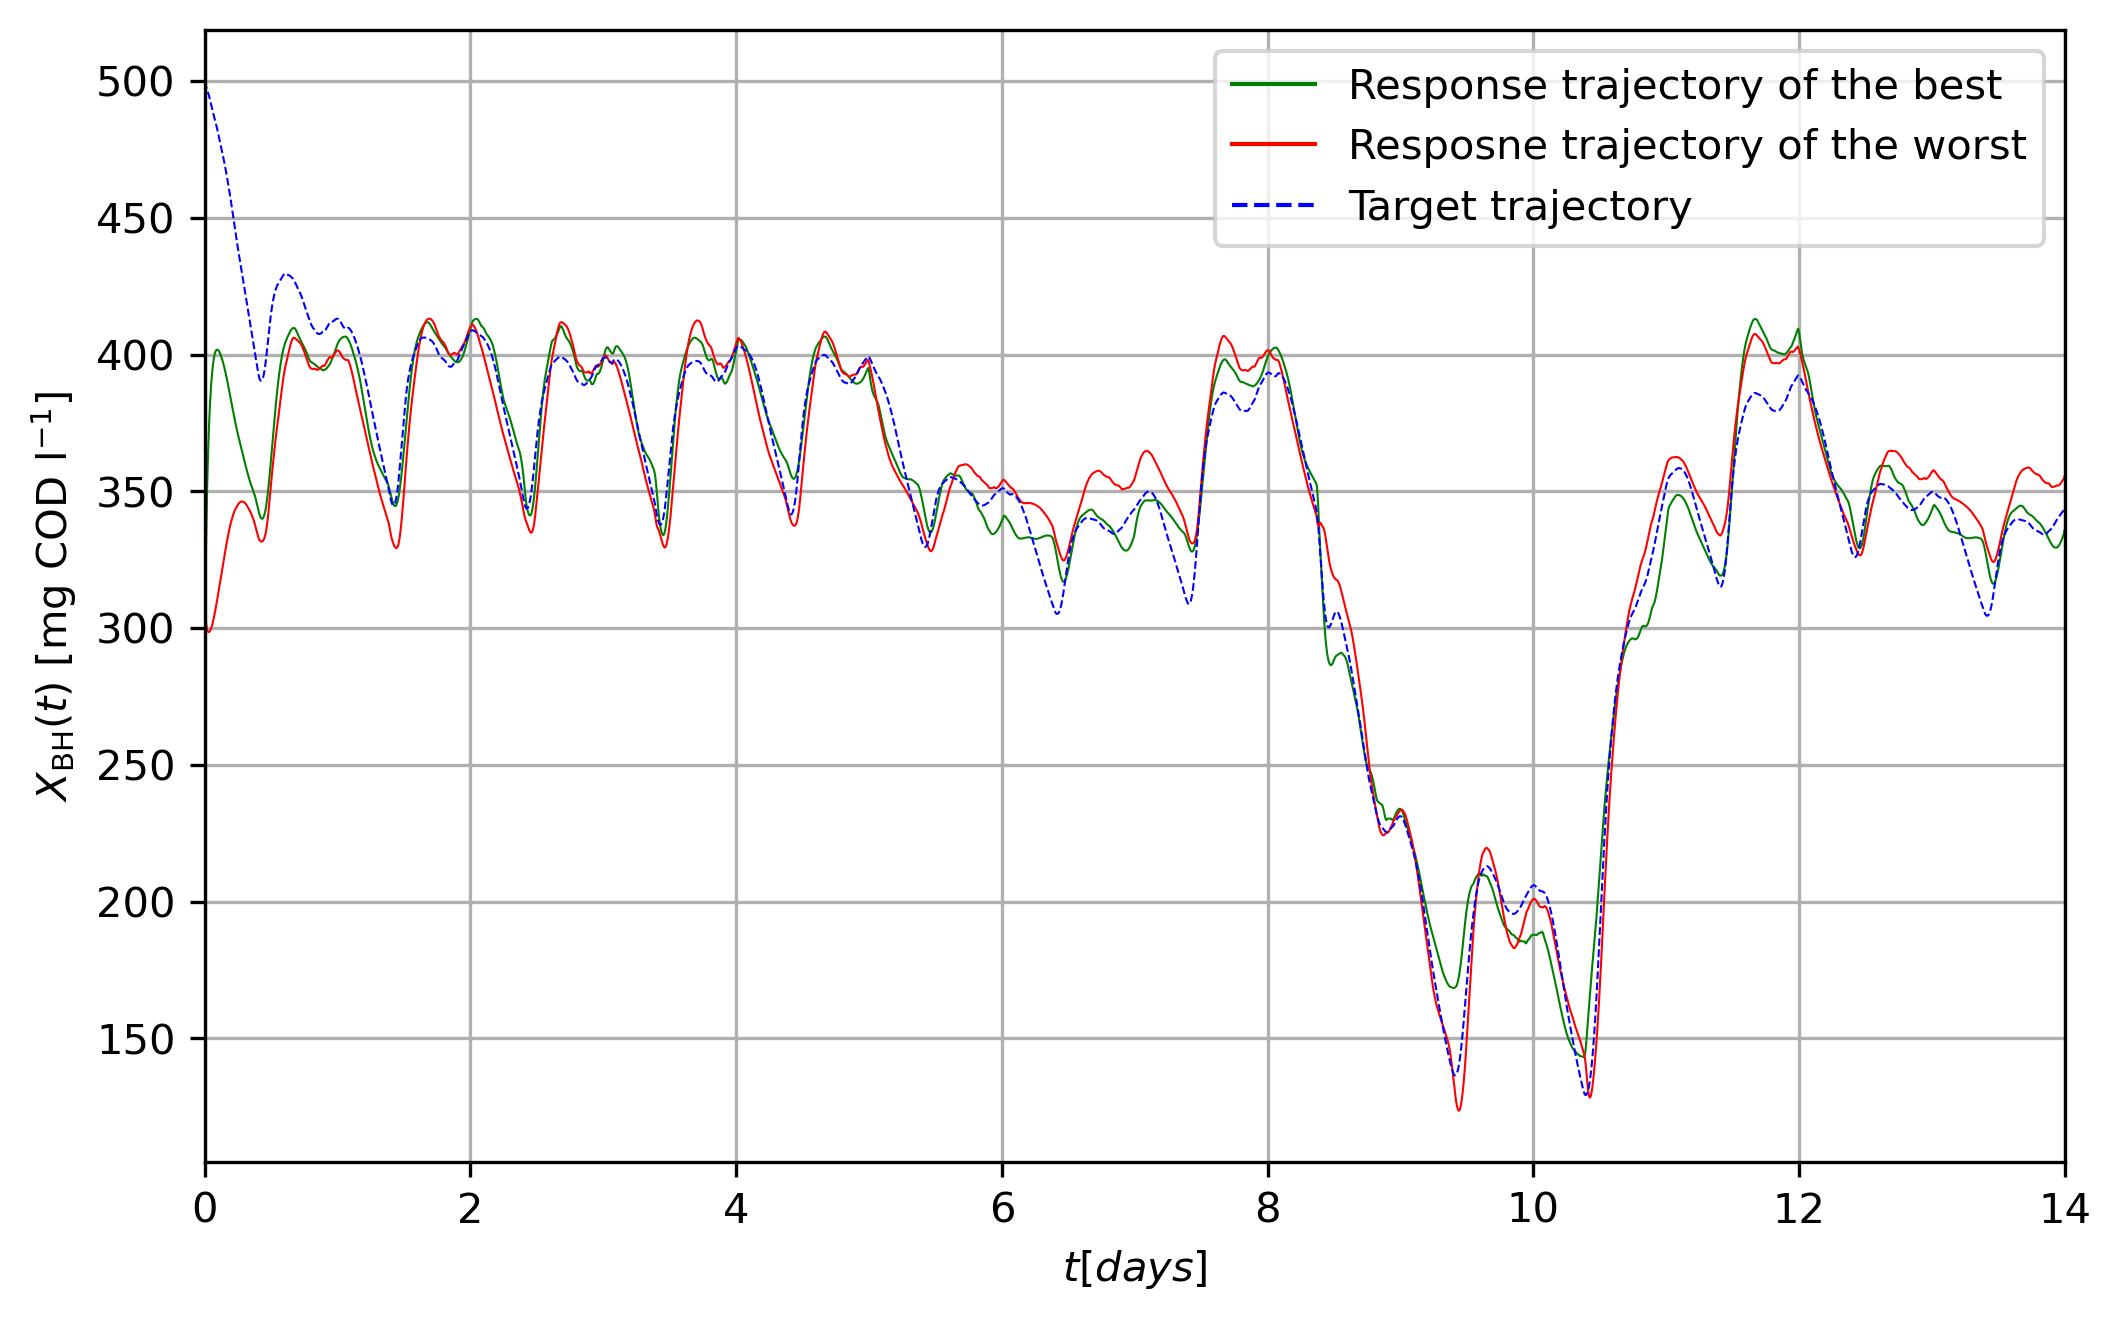 500
450
400
350
300
250
200
150
X_BH(t) [mg COD l⁻¹]
Response trajectory of the best
Resposne trajectory of the worst
Target trajectory
0 2 4 6 8 10 12 14
t[days]